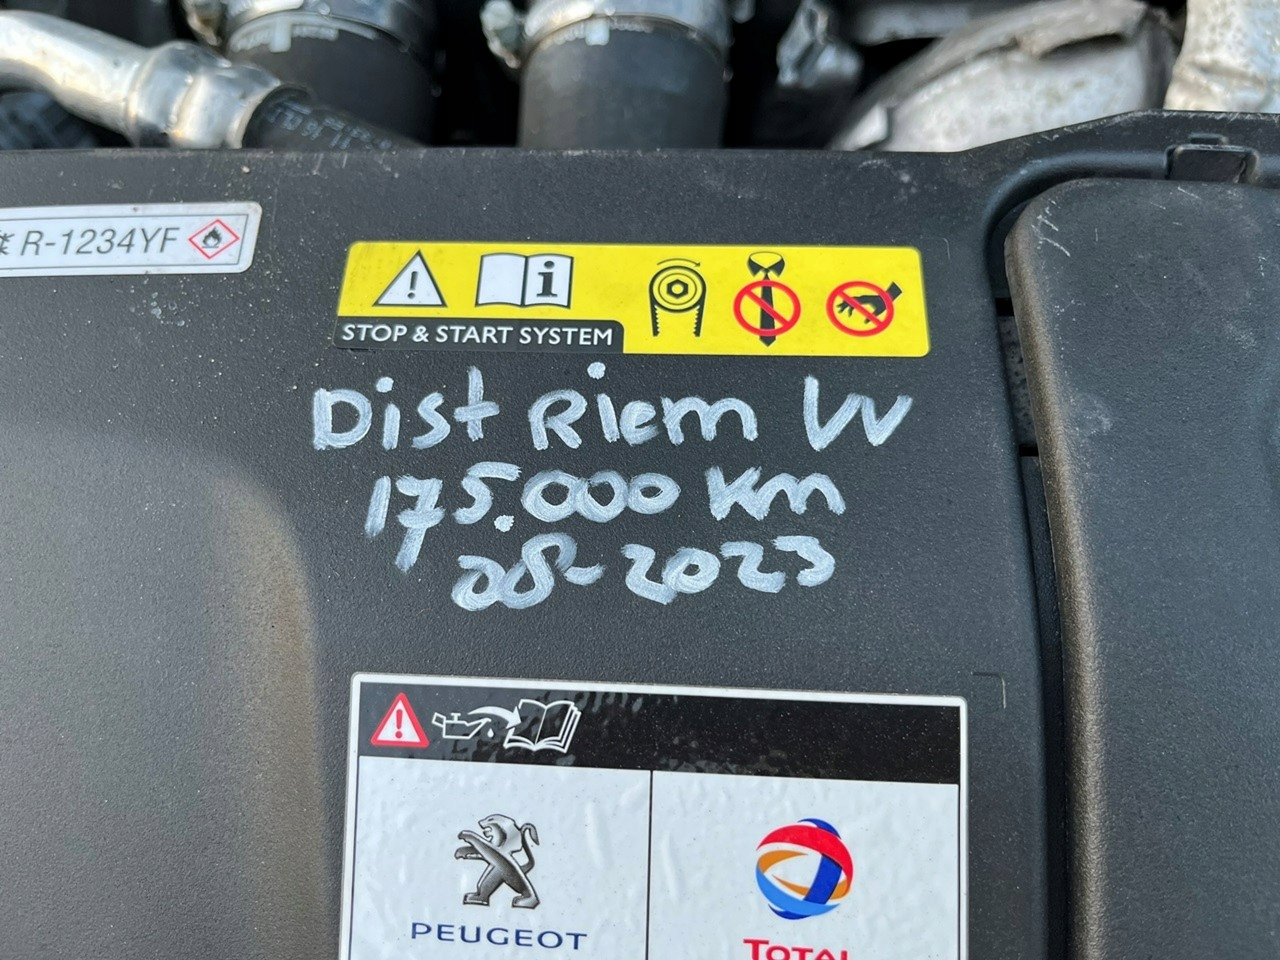 R-1234YF
STOP & START SYSTEM
Dist Riem VV
175.000 Km
08-2023
PEUGEOT
TOTAL